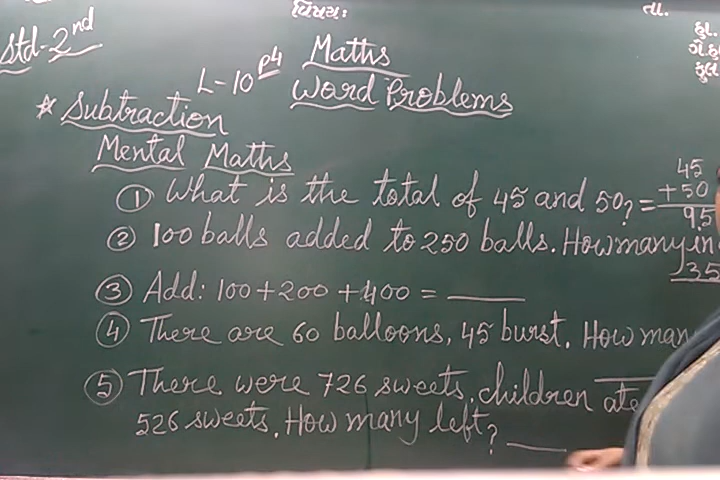 વિષય: તા.
Std-2nd હા.
Maths
L-10 P4 Word Problems કુલ
* Subtraction
Mental Maths
① What is the total of 45 and 50? = 45 + 50 95
② 100 balls added to 250 balls. How many in 35
③ Add: 100 + 200 + 400 = ____
④ There are 60 balloons, 45 burst. How man
⑤ There were 726 sweets, children ate
526 sweets. How many left? ____